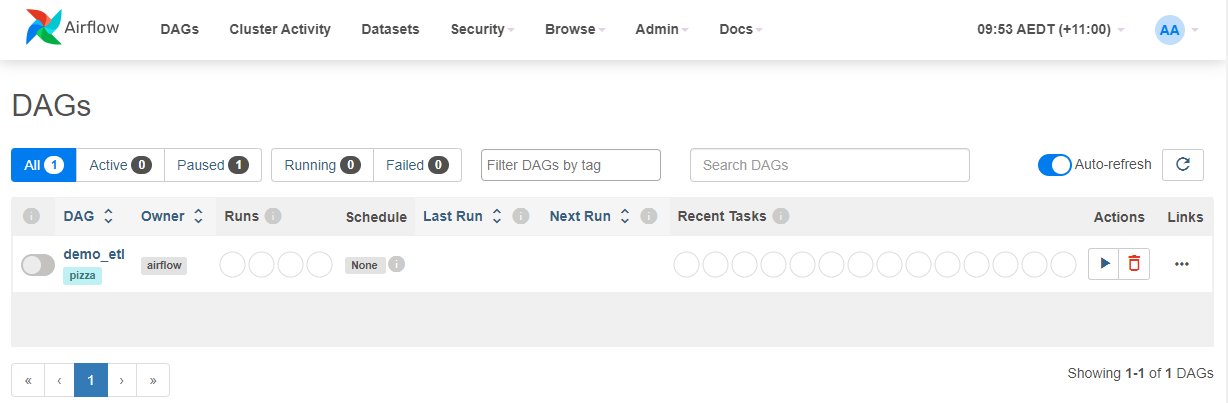 Airflow DAGs Cluster Activity Datasets Security Browse Admin Docs 09:53 AEDT (+11:00) AA
DAGs
All 1 Active 0 Paused 1 Running 0 Failed 0 Filter DAGs by tag Search DAGs Auto-refresh
i DAG Owner Runs i Schedule Last Run i Next Run i Recent Tasks i Actions Links
demo_etl airflow None i
pizza
« ‹ 1 › » Showing 1-1 of 1 DAGs